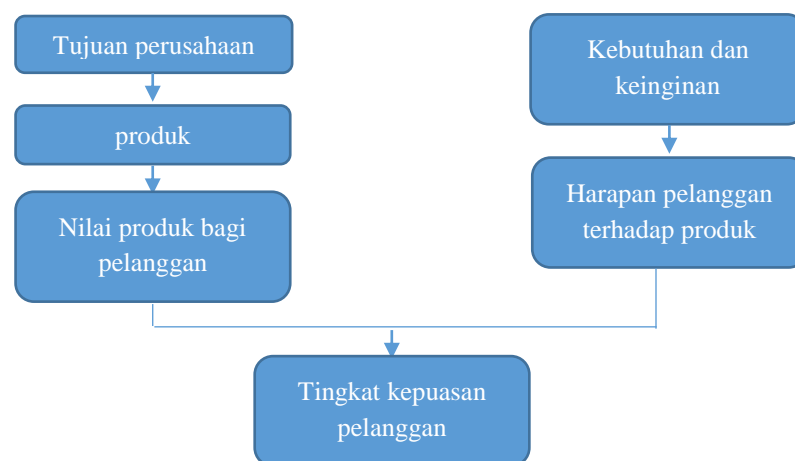 Tujuan perusahaan
produk
Nilai produk bagi
pelanggan
Kebutuhan dan
keinginan
Harapan pelanggan
terhadap produk
Tingkat kepuasan
pelanggan